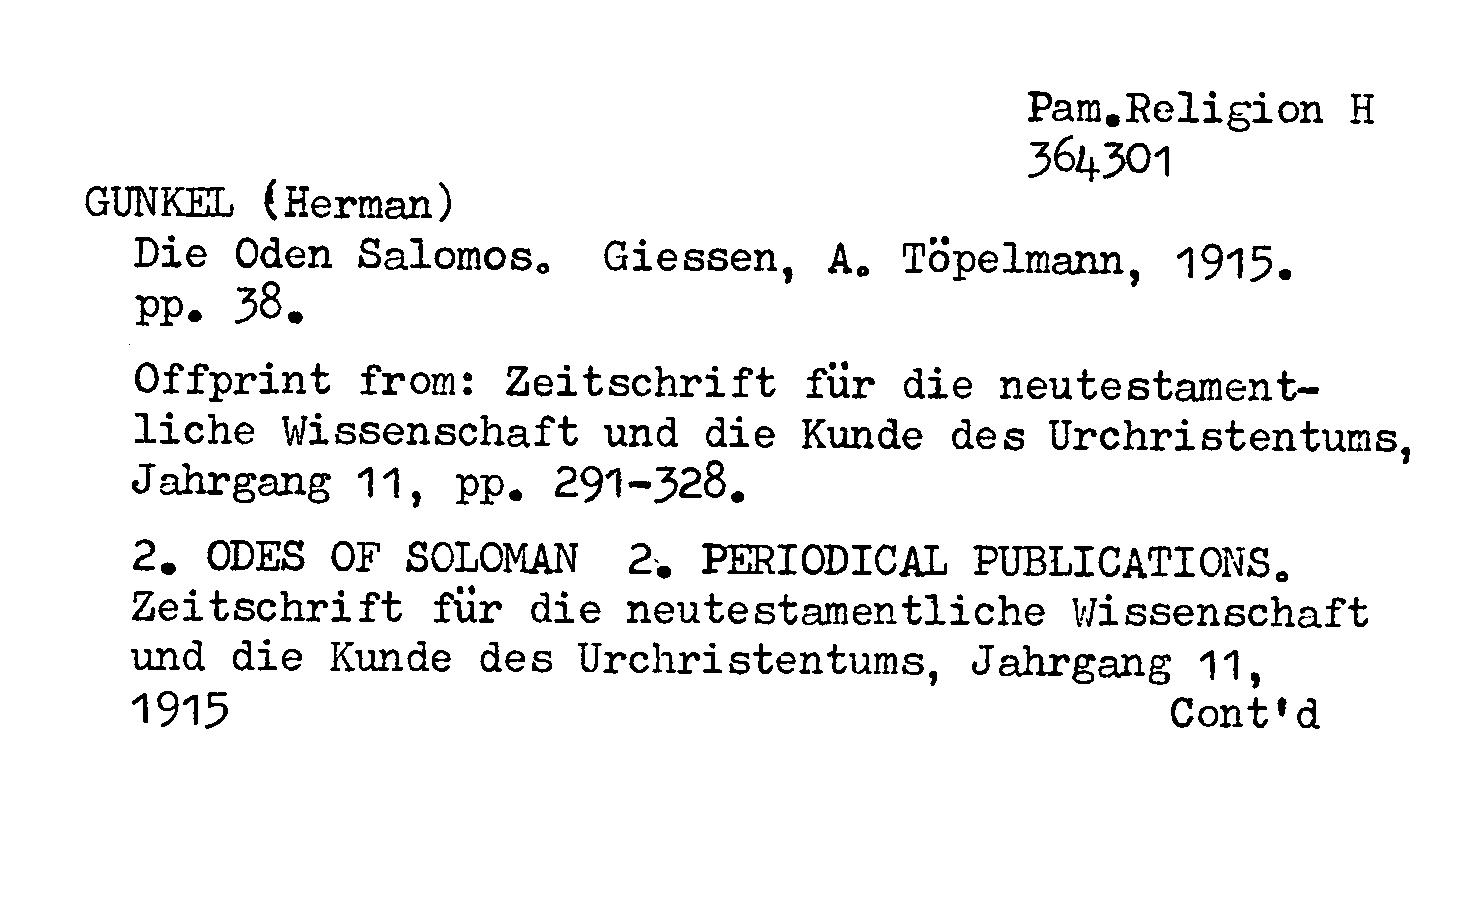 Pam.Religion H
364301
GUNKEL (Herman)
Die Oden Salomos. Giessen, A. Töpelmann, 1915.
pp. 38.
Offprint from: Zeitschrift für die neutestament-
liche Wissenschaft und die Kunde des Urchristentums,
Jahrgang 11, pp. 291-328.
2. ODES OF SOLOMAN 2. PERIODICAL PUBLICATIONS.
Zeitschrift für die neutestamentliche Wissenschaft
und die Kunde des Urchristentums, Jahrgang 11,
1915 Cont'd